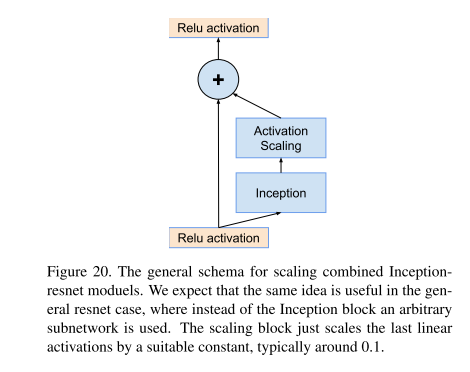 Relu activation
+
Activation
Scaling
Inception
Relu activation
Figure 20. The general schema for scaling combined Inception-
resnet moduels. We expect that the same idea is useful in the gen-
eral resnet case, where instead of the Inception block an arbitrary
subnetwork is used. The scaling block just scales the last linear
activations by a suitable constant, typically around 0.1.